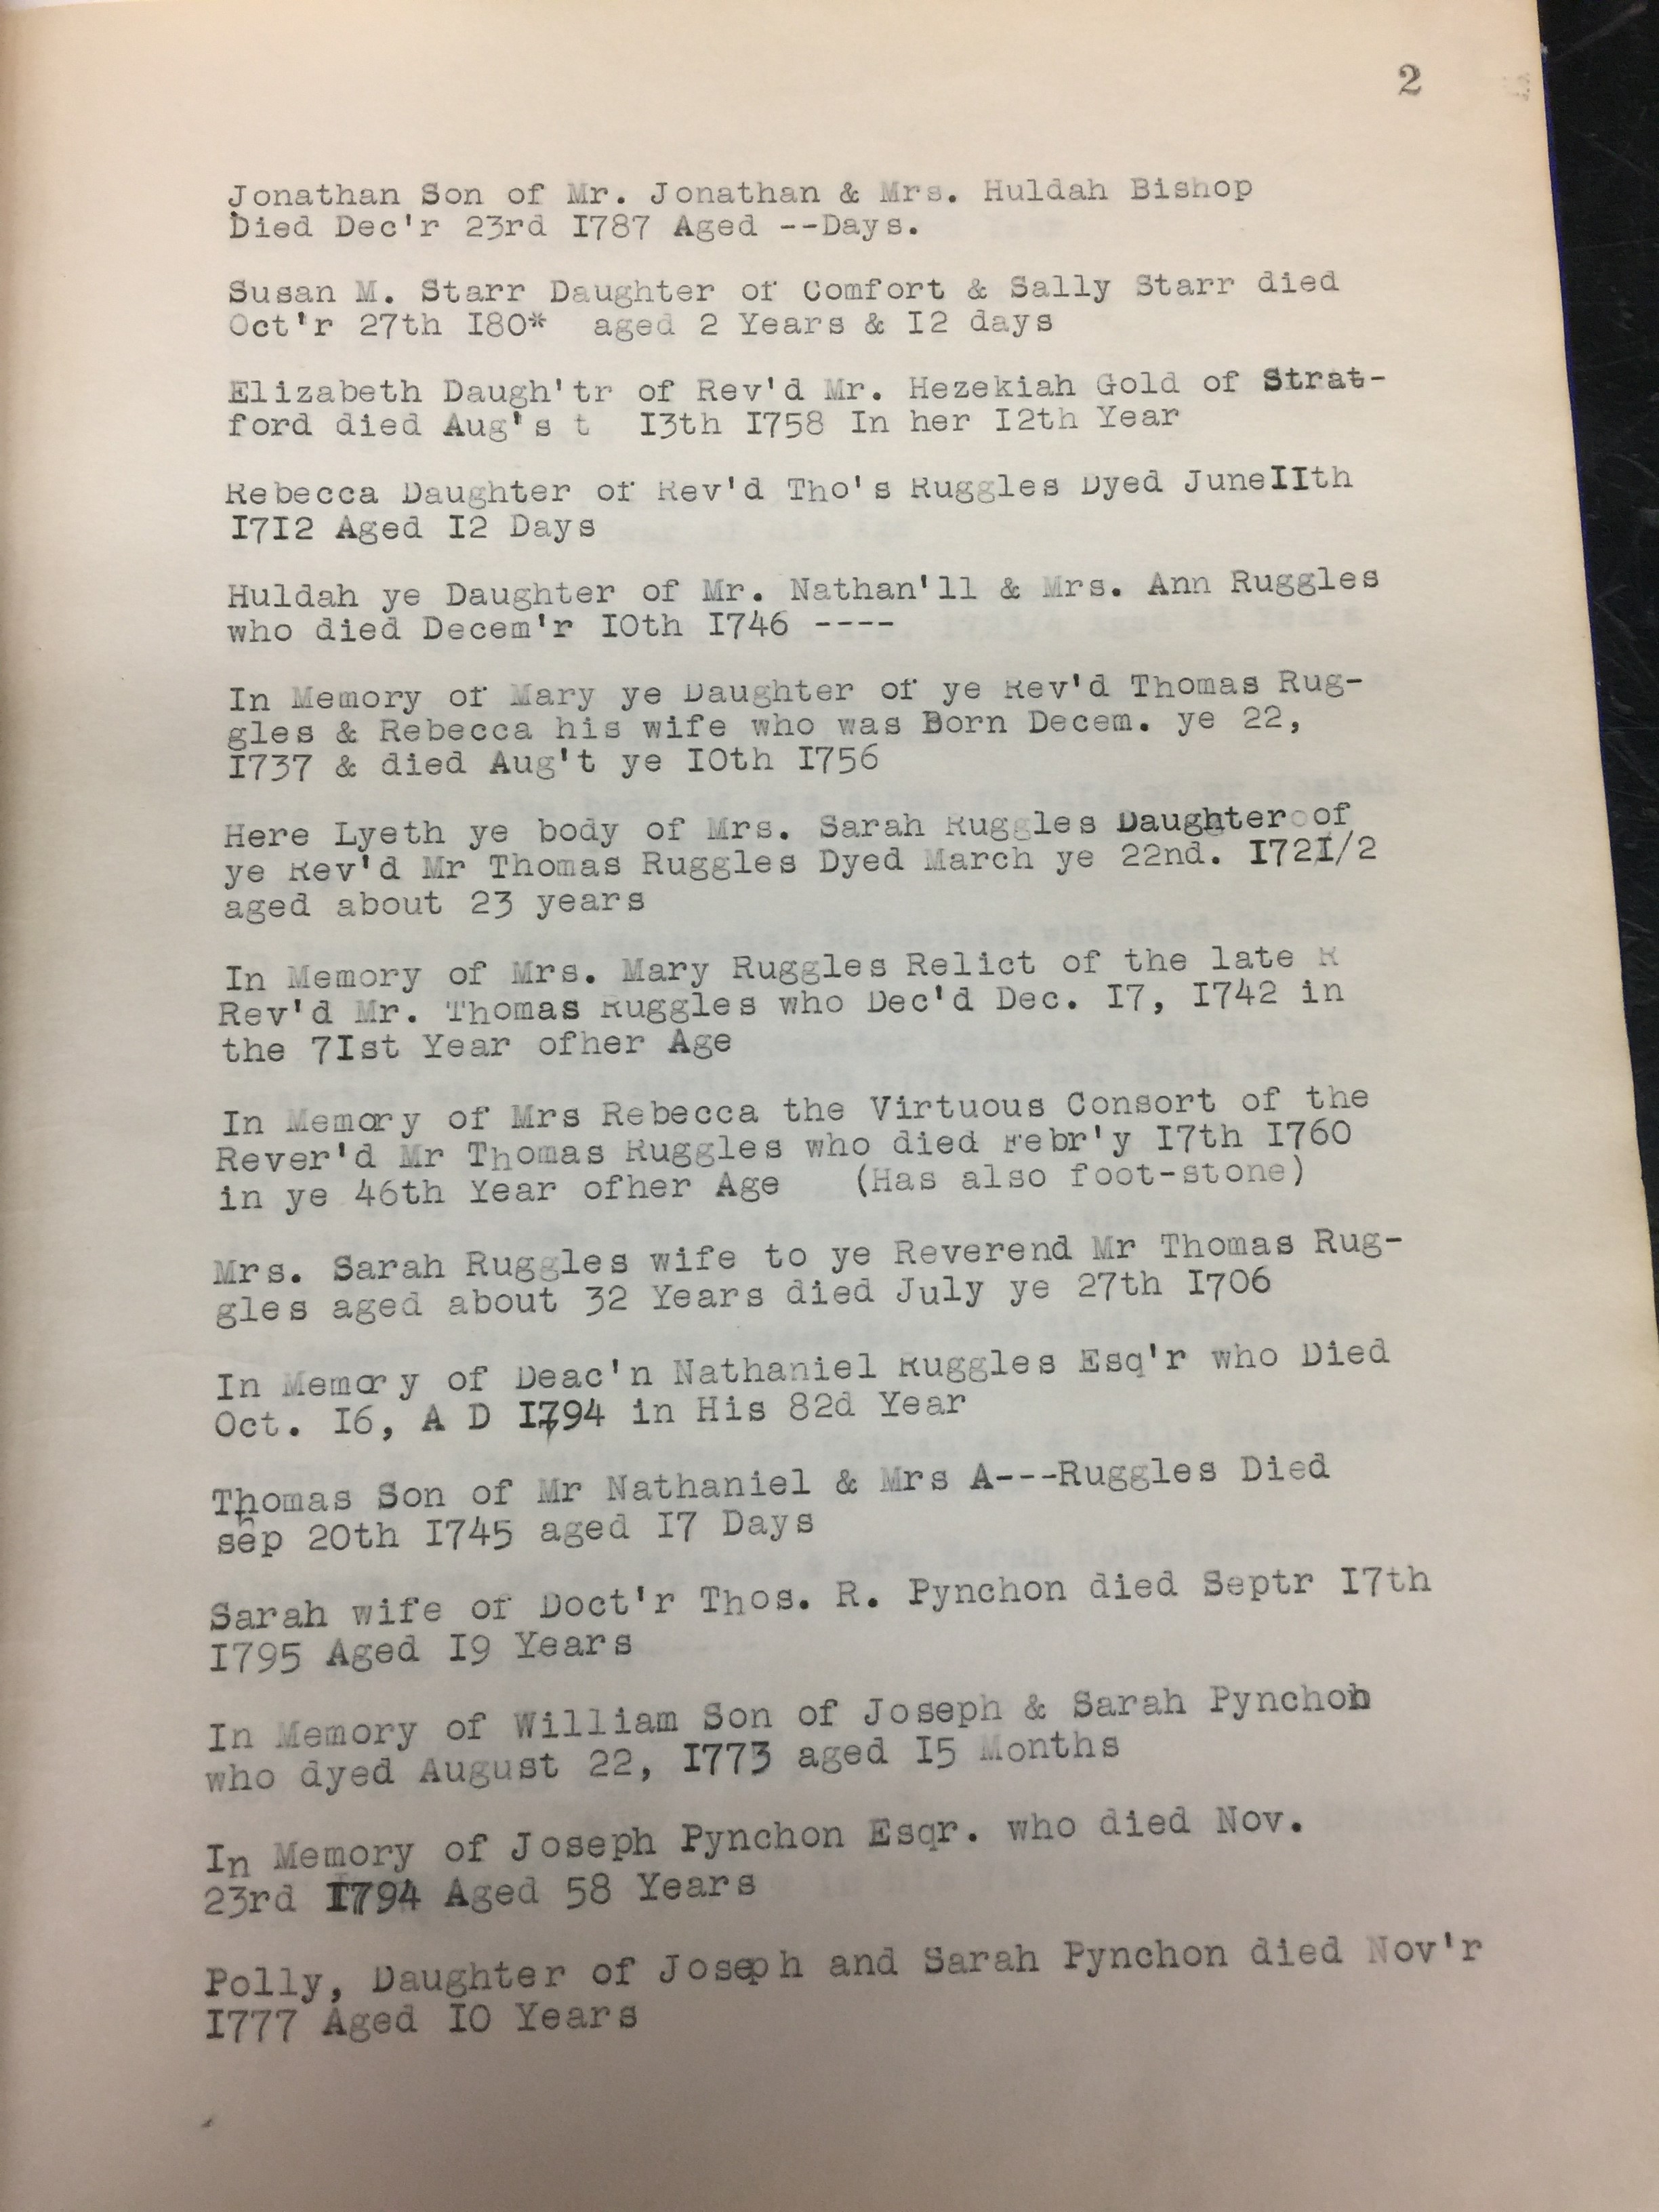 2
Jonathan Son of Mr. Jonathan & Mrs. Huldah Bishop
Died Dec'r 23rd I787 Aged --Days.
Susan M. Starr Daughter of Comfort & Sally Starr died
Oct'r 27th I80* aged 2 Years & I2 days
Elizabeth Daugh'tr of Rev'd Mr. Hezekiah Gold of Strat-
ford died Aug's t I3th I758 In her I2th Year
Rebecca Daughter of Rev'd Tho's Ruggles Dyed JuneIIth
I7I2 Aged I2 Days
Huldah ye Daughter of Mr. Nathan'll & Mrs. Ann Ruggles
who died Decem'r I0th I746 ----
In Memory of Mary ye Daughter of ye Rev'd Thomas Rug-
gles & Rebecca his wife who was Born Decem. ye 22,
I737 & died Aug't ye I0th I756
Here Lyeth ye body of Mrs. Sarah Ruggles Daughter of
ye Rev'd Mr Thomas Ruggles Dyed March ye 22nd. I72I/2
aged about 23 years
In Memory of Mrs. Mary Ruggles Relict of the late R
Rev'd Mr. Thomas Ruggles who Dec'd Dec. I7, I742 in
the 7Ist Year ofher Age
In Memory of Mrs Rebecca the Virtuous Consort of the
Rever'd Mr Thomas Ruggles who died Febr'y I7th I760
in ye 46th Year ofher Age (Has also foot-stone)
Mrs. Sarah Ruggles wife to ye Reverend Mr Thomas Rug-
gles aged about 32 Years died July ye 27th I706
In Memory of Deac'n Nathaniel Ruggles Esq'r who Died
Oct. I6, A D I794 in His 82d Year
Thomas Son of Mr Nathaniel & Mrs A---Ruggles Died
sep 20th I745 aged I7 Days
Sarah wife of Doct'r Thos. R. Pynchon died Septr I7th
I795 Aged I9 Years
In Memory of William Son of Joseph & Sarah Pynchon
who dyed August 22, I773 aged I5 Months
In Memory of Joseph Pynchon Esqr. who died Nov.
23rd I794 Aged 58 Years
Polly, Daughter of Joseph and Sarah Pynchon died Nov'r
I777 Aged I0 Years